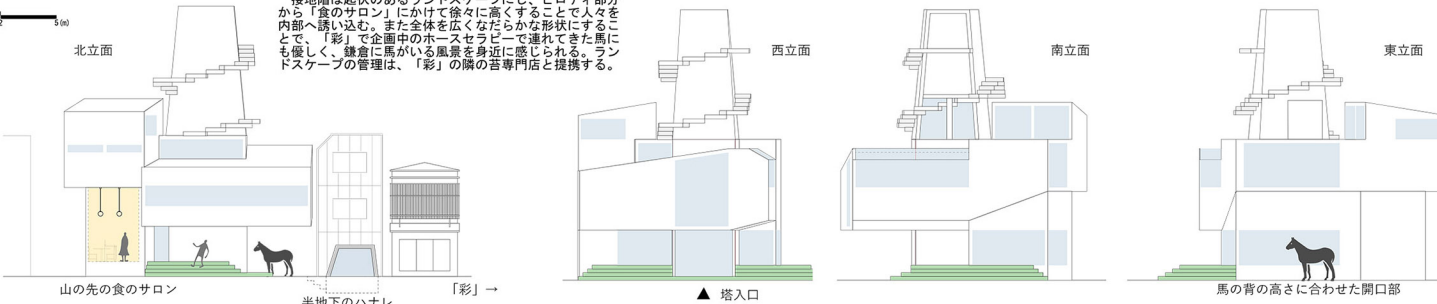 接地階は起伏のあるランドスケープにし、ピロティ部分
から「食のサロン」にかけて徐々に高くすることで人々を
内部へ誘い込む。また全体を広くなだらかな形状にするこ
とで、「彩」で企画中のホースセラピーで連れてきた馬に
も優しく、鎌倉に馬がいる風景を身近に感じられる。ラン
ドスケープの管理は、「彩」の隣の苔専門店と提携する。
5(m)
北立面
西立面
南立面
東立面
山の先の食のサロン
半地下のハナレ
「彩」→
▲ 塔入口
馬の背の高さに合わせた開口部